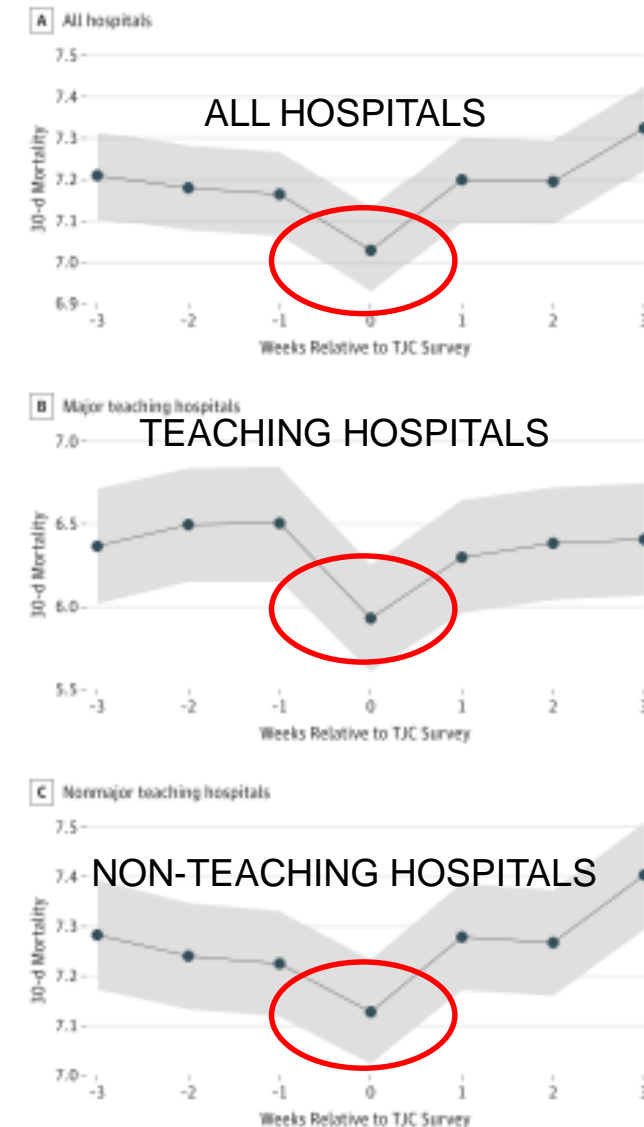 A All hospitals
7.5
7.4
ALL HOSPITALS
7.3
7.2
7.1
7.0
6.9
30-d Mortality
-3 -2 -1 0 1 2 3
Weeks Relative to TJC Survey
B Major teaching hospitals
TEACHING HOSPITALS
7.0
6.5
6.0
5.5
30-d Mortality
-3 -2 -1 0 1 2 3
Weeks Relative to TJC Survey
C Nonmajor teaching hospitals
7.5
7.4
NON-TEACHING HOSPITALS
7.3
7.2
7.1
7.0
30-d Mortality
-3 -2 -1 0 1 2 3
Weeks Relative to TJC Survey